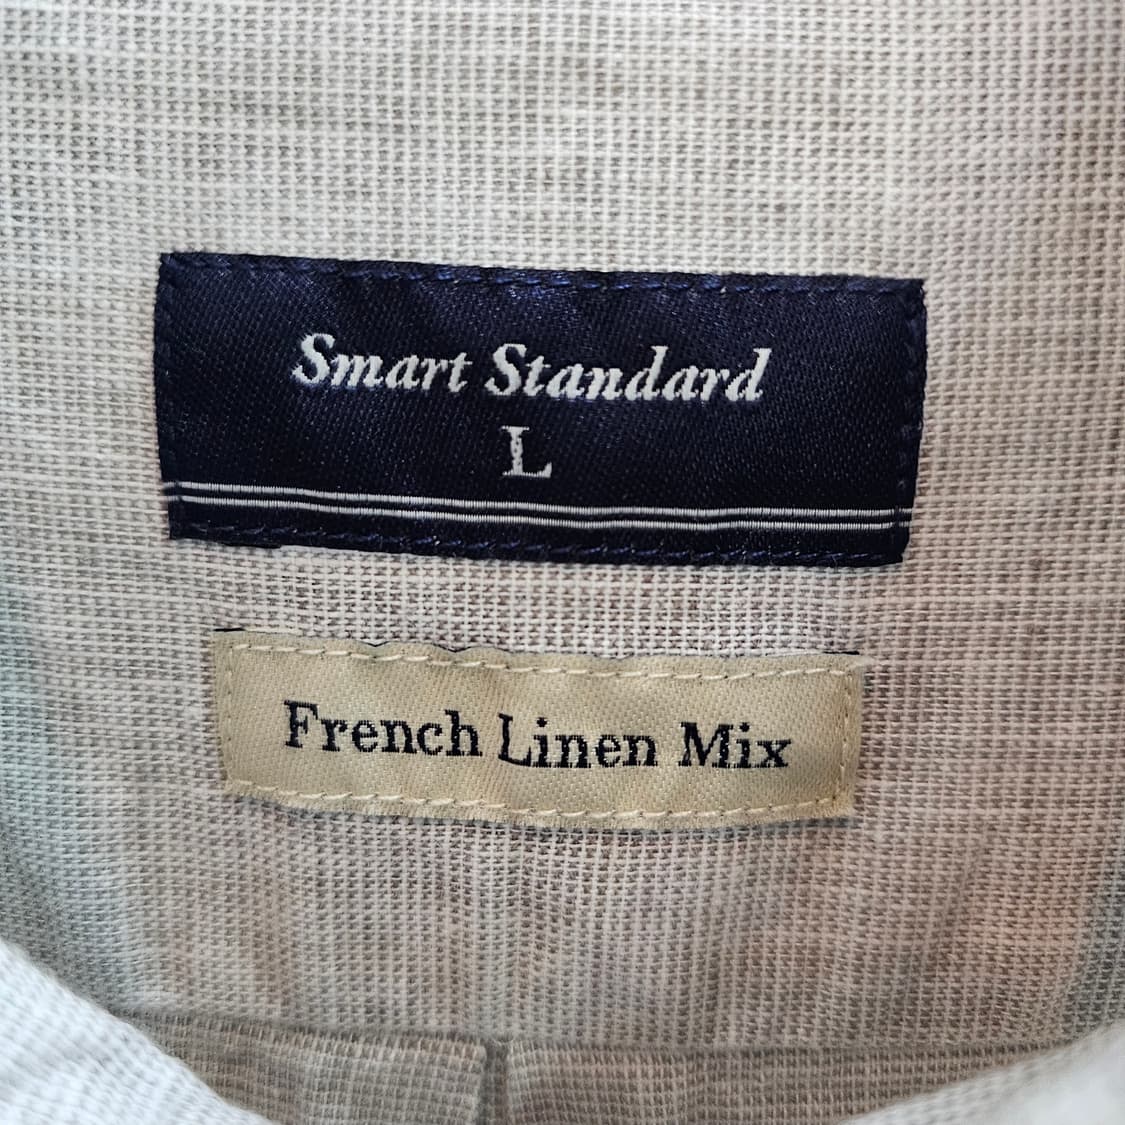 Smart Standard
L
French Linen Mix